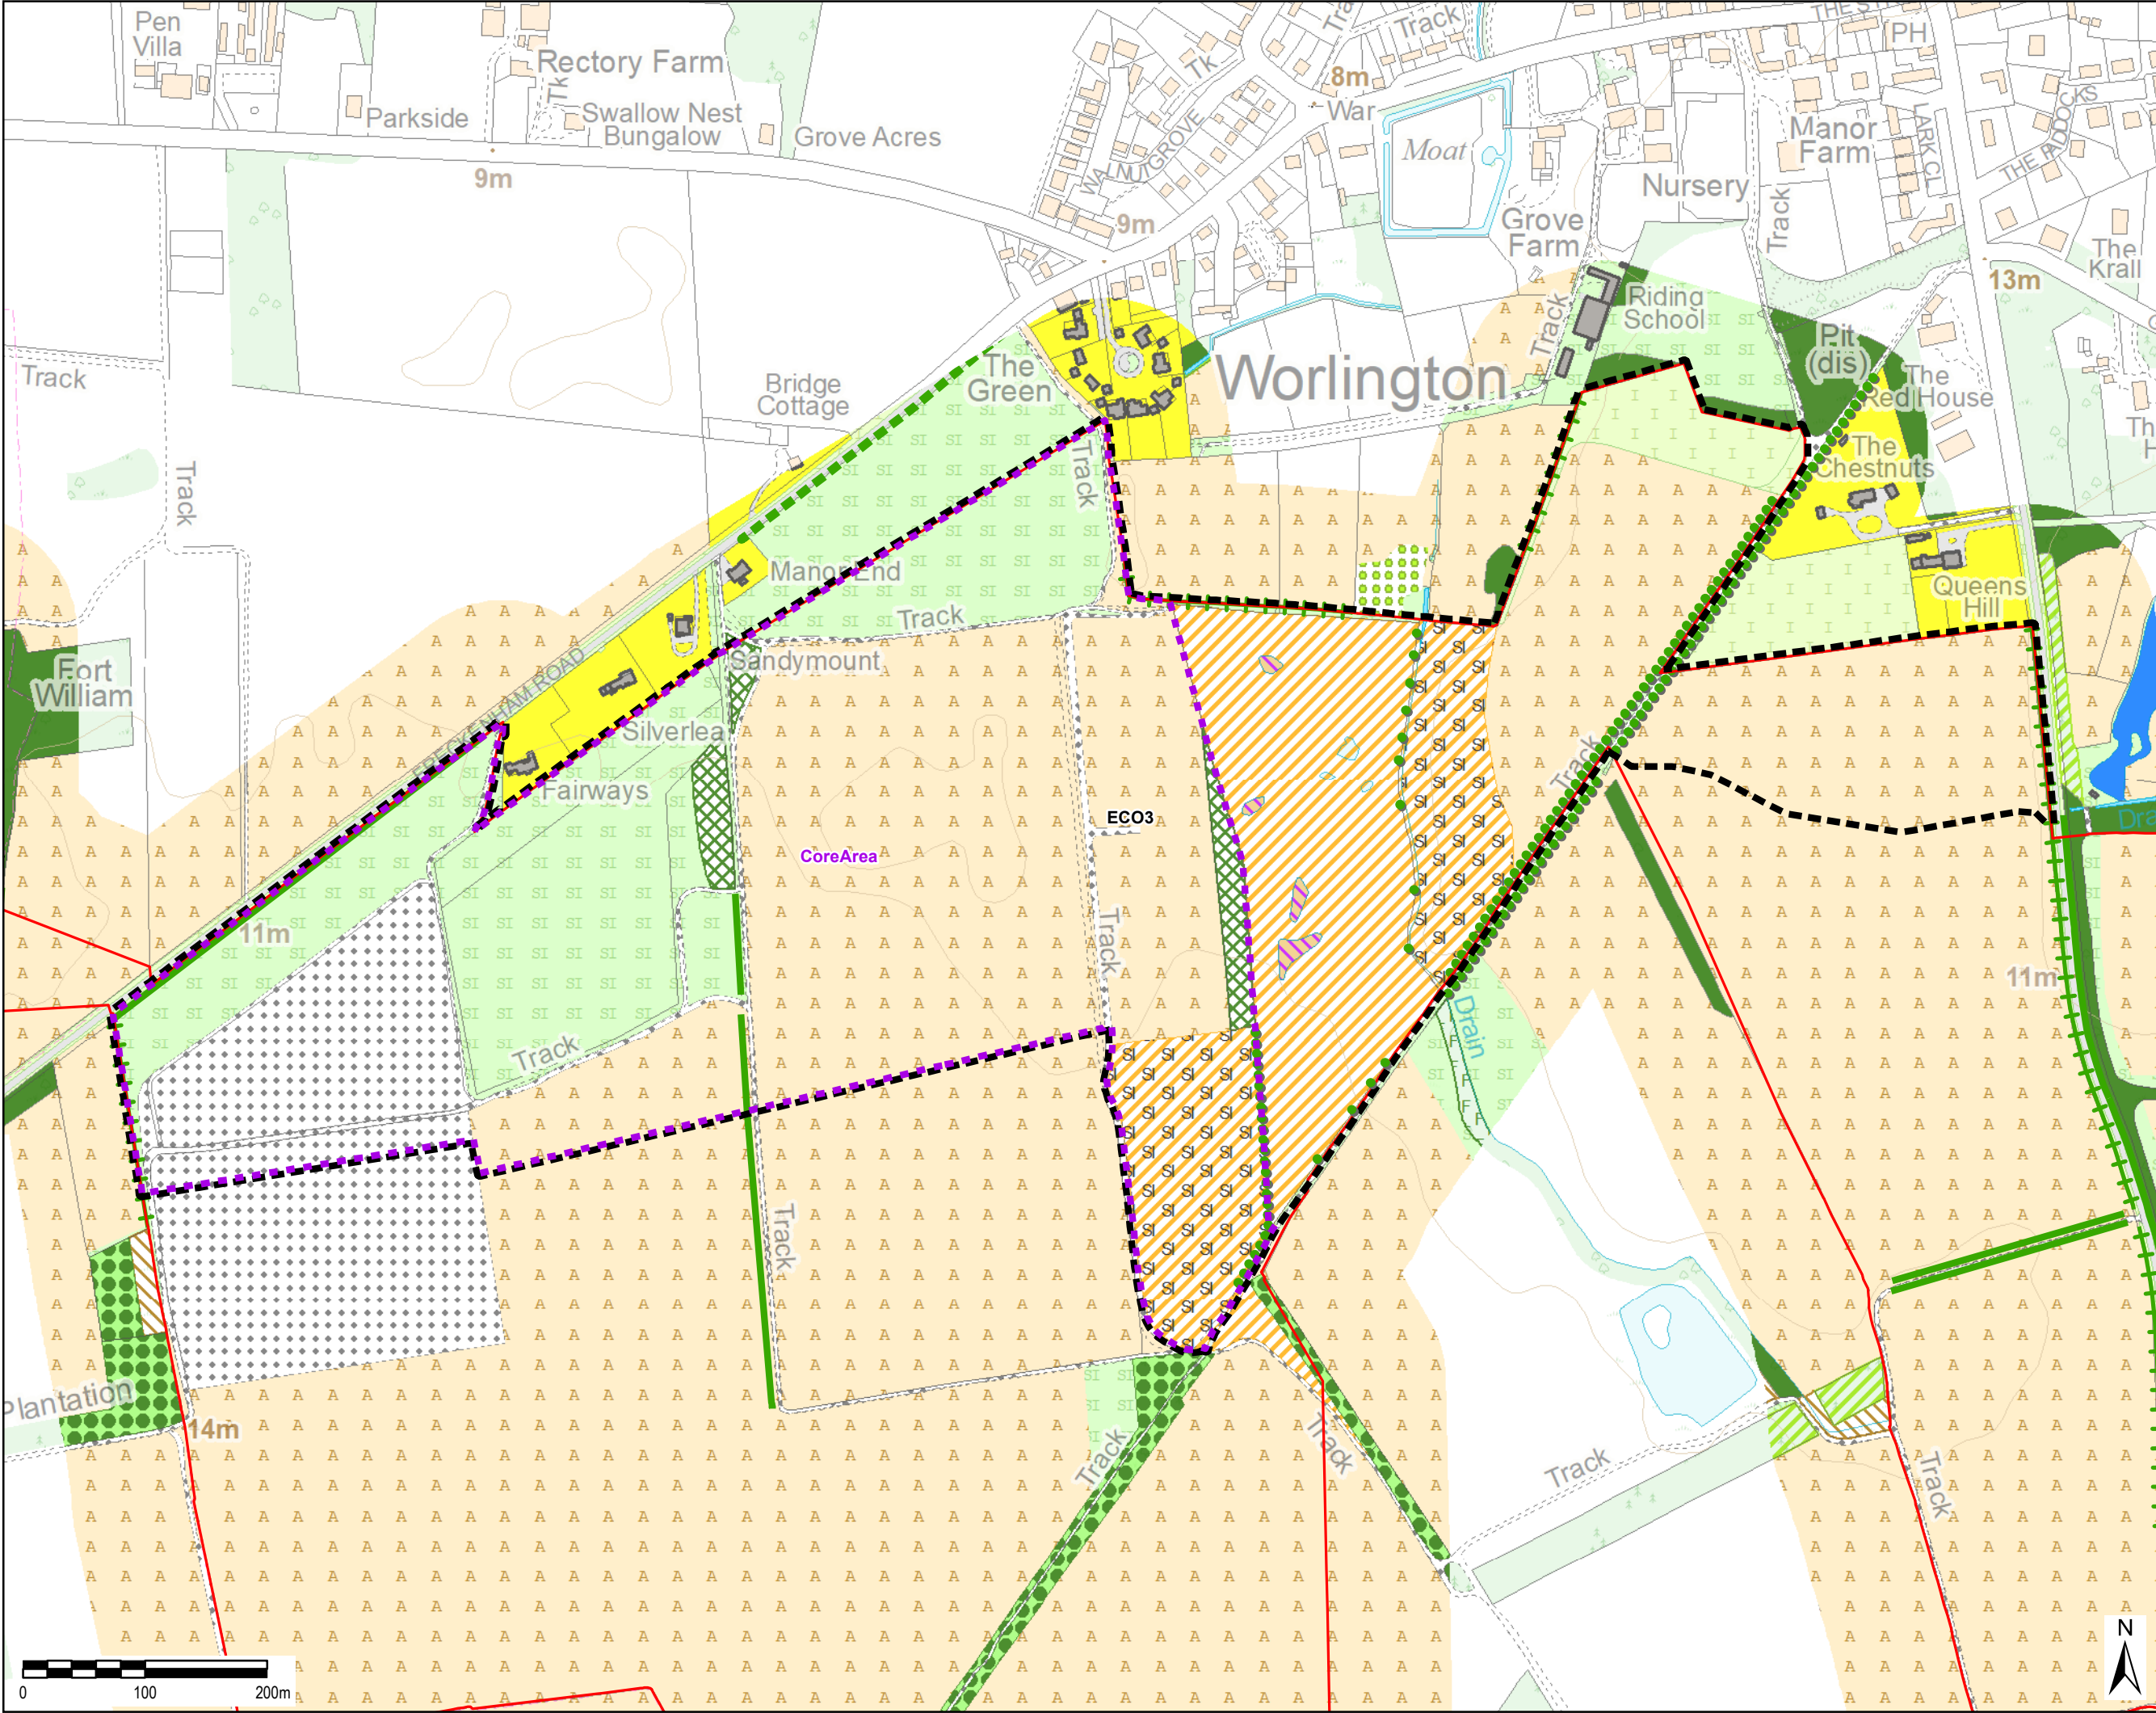 Pen
Villa
Rectory Farm
Tk
Parkside
Swallow Nest
Bungalow
Grove Acres
9m
Track
Tk
8m
War
WALNUT GROVE
9m
Moat
PH
Manor
Farm
LARK CL
THE PADDOCKS
Nursery
Track
Grove
Farm
The
Krall
13m
Track
Riding
School
Pit
(dis)
The
Red House
The
Chestnuts
Queens
Hill
Worlington
The
Green
Track
Bridge
Cottage
Track
Track
Manor End
Track
Sandymount
Silverlea
Fairways
FRECKENHAM ROAD
Fort
William
ECO3
CoreArea
Track
Track
11m
Track
Drain
11m
Track
Plantation
14m
Track
Track
Track
Track
0
100
200m
N
A
SI
I
F